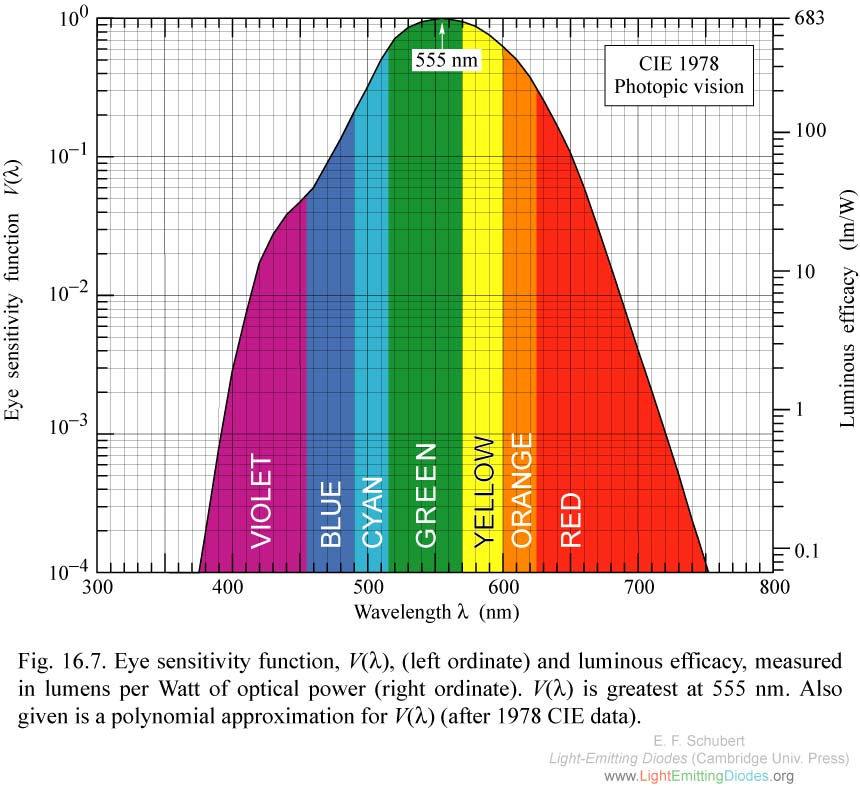 10⁰
10⁻¹
10⁻²
10⁻³
10⁻⁴
Eye sensitivity function V(λ)
555 nm
CIE 1978
Photopic vision
683
100
10
1
0.1
Luminous efficacy (lm/W)
VIOLET
BLUE
CYAN
GREEN
YELLOW
ORANGE
RED
300
400
500
600
700
800
Wavelength λ (nm)
Fig. 16.7. Eye sensitivity function, V(λ), (left ordinate) and luminous efficacy, measured
in lumens per Watt of optical power (right ordinate). V(λ) is greatest at 555 nm. Also
given is a polynomial approximation for V(λ) (after 1978 CIE data).
E. F. Schubert
Light-Emitting Diodes (Cambridge Univ. Press)
www.LightEmittingDiodes.org